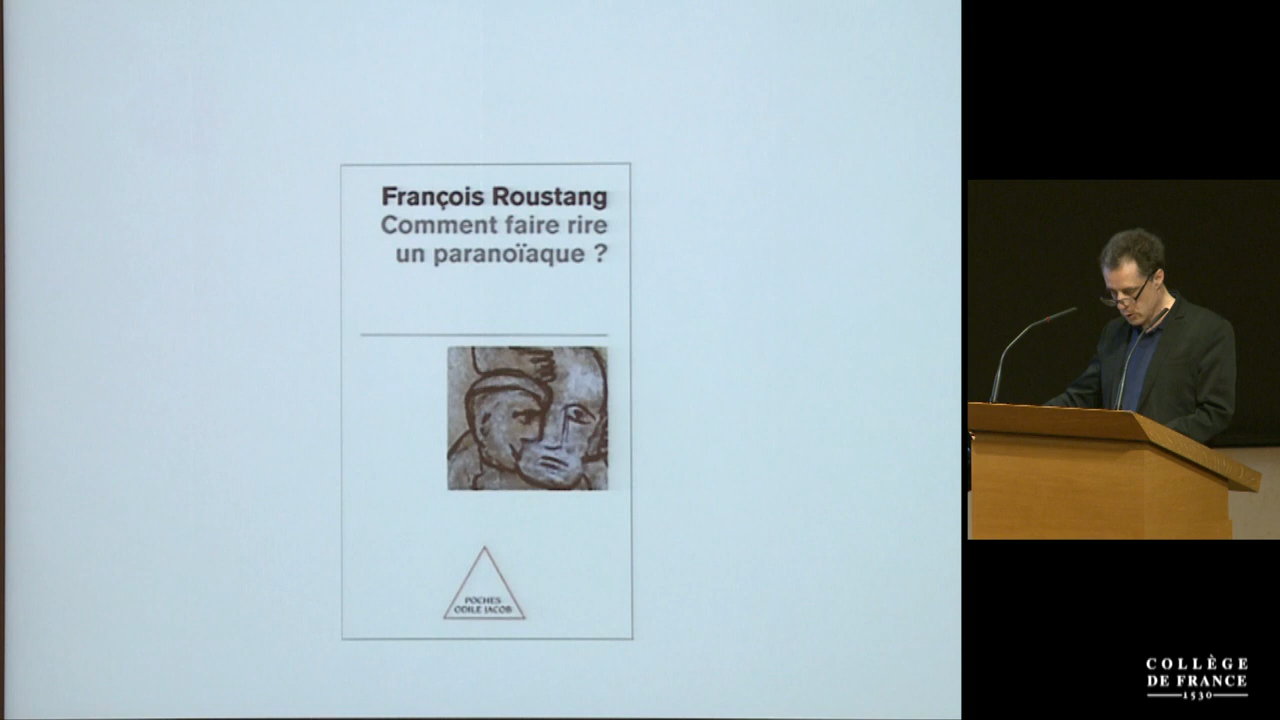 François Roustang
Comment faire rire
un paranoïaque ?
POCHES
ODILE JACOB
COLLÈGE
DE FRANCE
1530